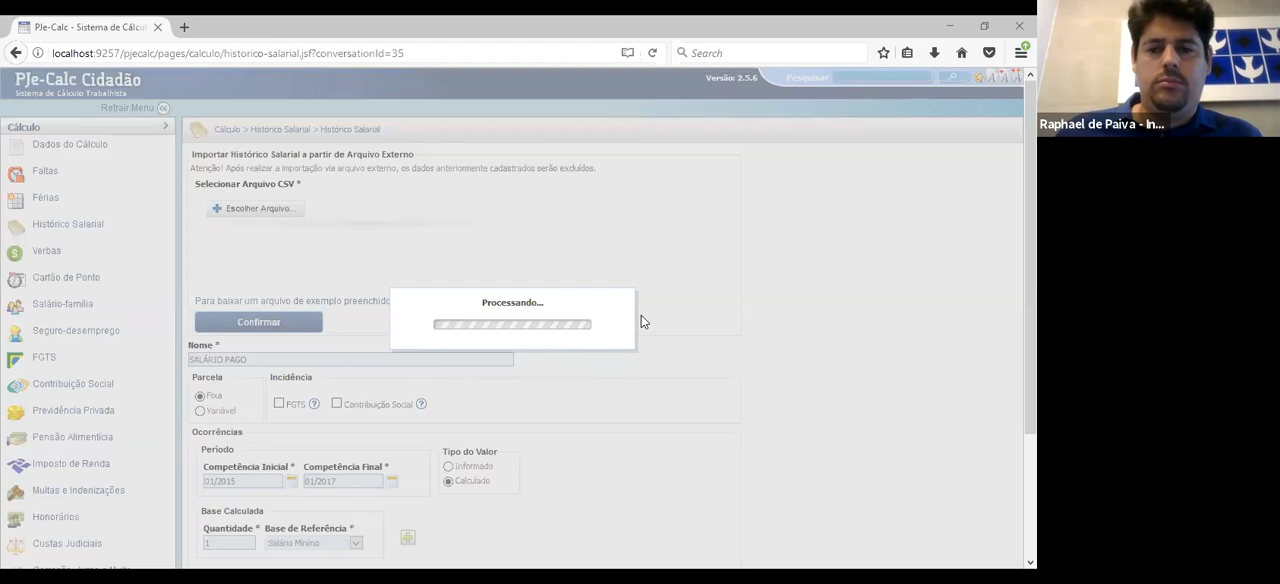 PJe-Calc - Sistema de Cálcu
localhost:9257/pjecalc/pages/calculo/historico-salarial.jsf?conversationId=35
Search
PJe-Calc Cidadão
Sistema de Cálculo Trabalhista
Versão: 2.5.6
Pesquisar
Retrair Menu
Raphael de Paiva - In...
Cálculo
Dados do Cálculo
Faltas
Férias
Histórico Salarial
Verbas
Cartão de Ponto
Salário-família
Seguro-desemprego
FGTS
Contribuição Social
Previdência Privada
Pensão Alimentícia
Imposto de Renda
Multas e Indenizações
Honorários
Custas Judiciais
Cálculo > Histórico Salarial > Histórico Salarial
Importar Histórico Salarial a partir de Arquivo Externo
Atenção! Após realizar a importação via arquivo externo, os dados anteriormente cadastrados serão excluídos.
Selecionar Arquivo CSV *
Escolher Arquivo...
Para baixar um arquivo de exemplo preenchido
Processando...
Confirmar
Nome *
SALÁRIO PAGO
Parcela
Incidência
Fixa
Variável
FGTS
Contribuição Social
Ocorrências
Período
Competência Inicial *
Competência Final *
01/2015
01/2017
Tipo do Valor
Informado
Calculado
Base Calculada
Quantidade *
Base de Referência *
1
Salário Mínimo